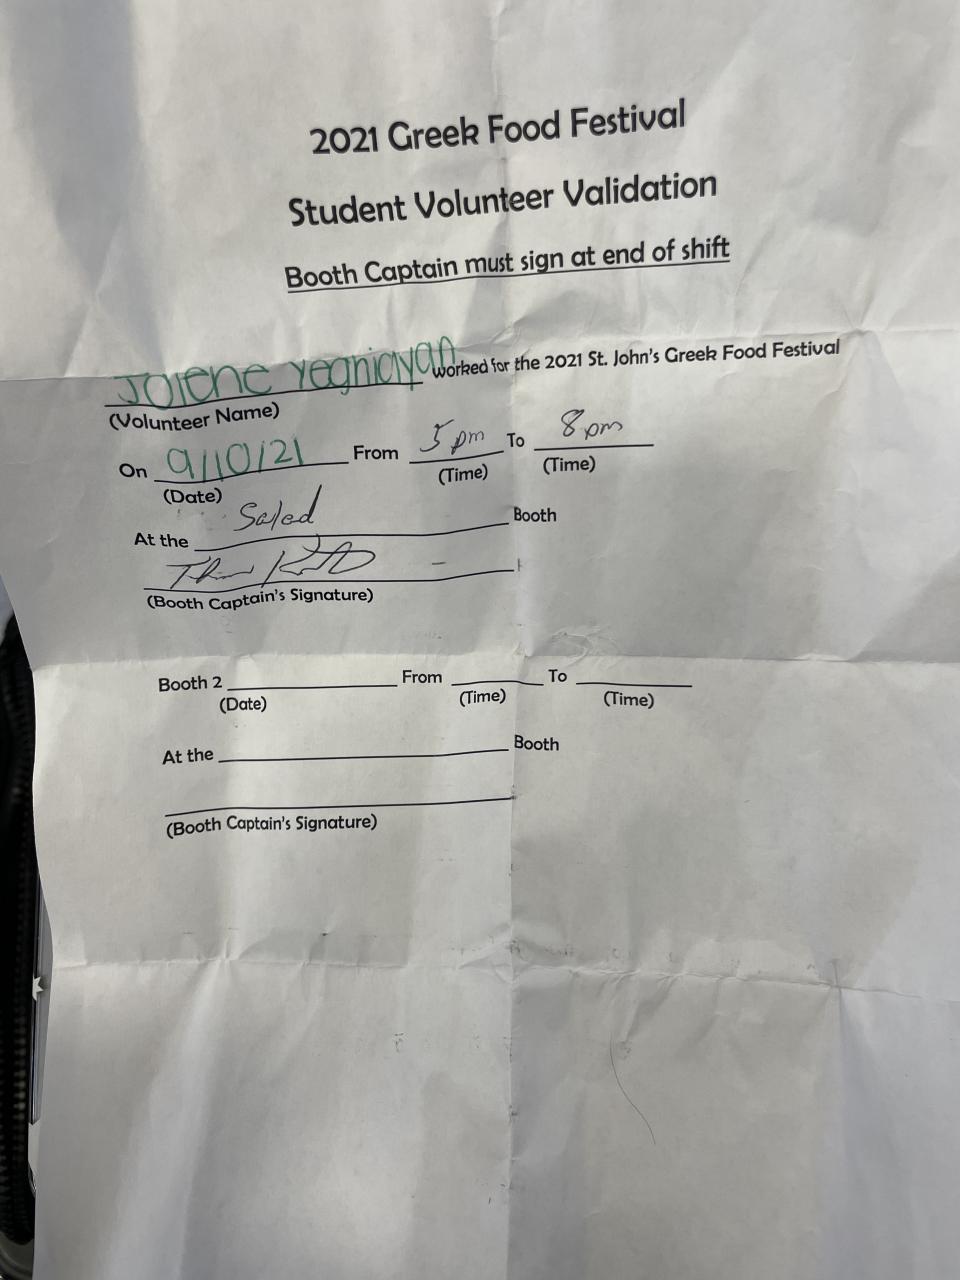 2021 Greek Food Festival
Student Volunteer Validation
Booth Captain must sign at end of shift
Jolene Yegniayan worked for the 2021 St. John's Greek Food Festival
(Volunteer Name)
On 9/10/21 From 5 pm To 8 pm
(Date) (Time) (Time)
At the Salad Booth
(Booth Captain's Signature)
Booth 2 From To
(Date) (Time) (Time)
At the Booth
(Booth Captain's Signature)